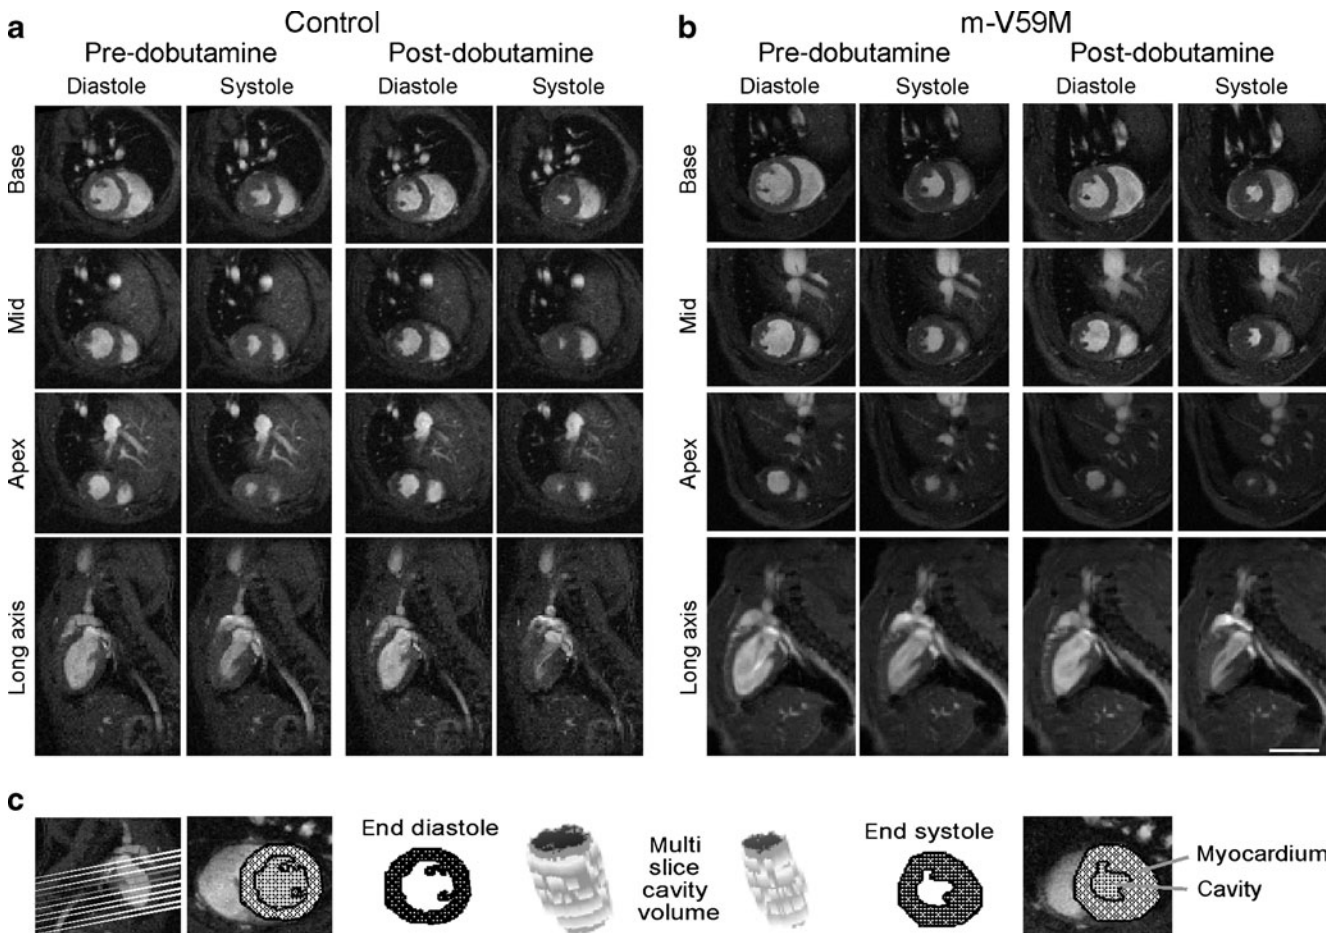 a
Control
Pre-dobutamine
Post-dobutamine
Diastole
Systole
Diastole
Systole
Base
Mid
Apex
Long axis
b
m-V59M
Pre-dobutamine
Post-dobutamine
Diastole
Systole
Diastole
Systole
Base
Mid
Apex
Long axis
c
End diastole
Multi
slice
cavity
volume
End systole
Myocardium
Cavity